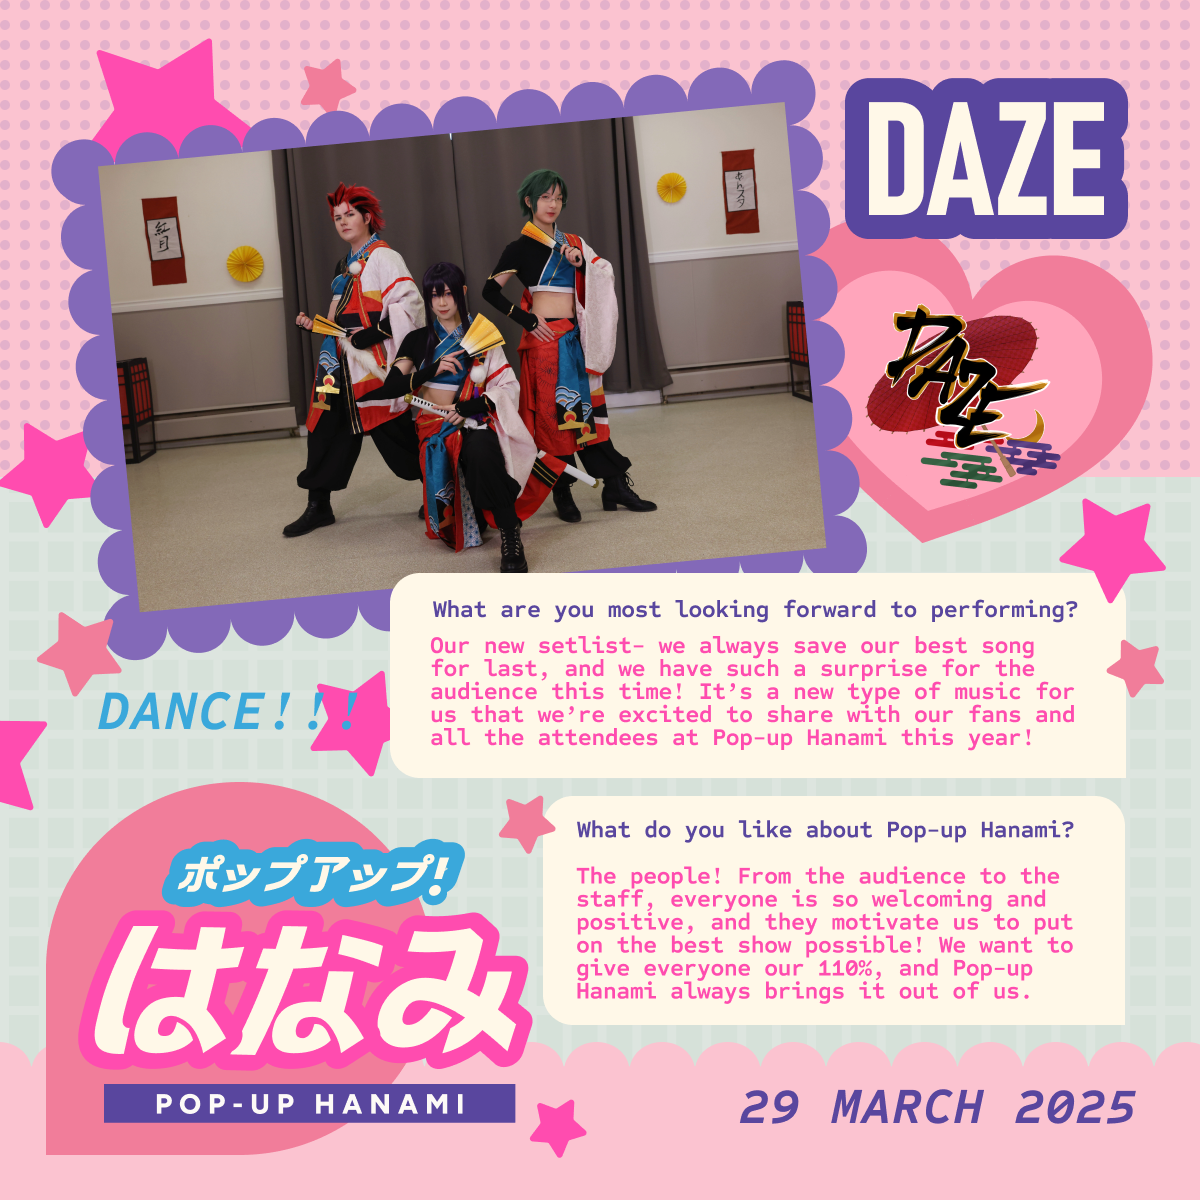 DAZE
紅月
あんスタ
DAZE
What are you most looking forward to performing?
Our new setlist– we always save our best song
for last, and we have such a surprise for the
audience this time! It’s a new type of music for
us that we’re excited to share with our fans and
all the attendees at Pop-up Hanami this year!
DANCE!!!
What do you like about Pop-up Hanami?
The people! From the audience to the
staff, everyone is so welcoming and
positive, and they motivate us to put
on the best show possible! We want to
give everyone our 110%, and Pop-up
Hanami always brings it out of us.
ポップアップ!
はなみ
POP-UP HANAMI
29 MARCH 2025